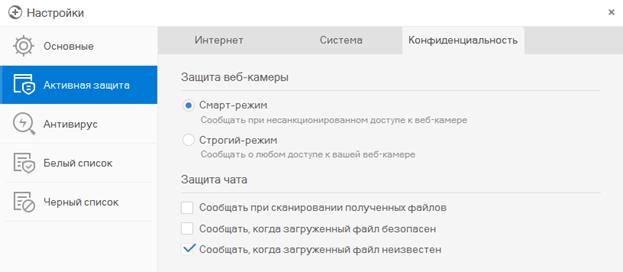 Настройки
Основные
Активная защита
Антивирус
Белый список
Черный список
Интернет
Система
Конфиденциальность
Защита веб-камеры
Смарт-режим
Сообщать при несанкционированном доступе к веб-камере
Строгий-режим
Сообщать о любом доступе к вашей веб-камере
Защита чата
Сообщать при сканировании полученных файлов
Сообщать, когда загруженный файл безопасен
Сообщать, когда загруженный файл неизвестен